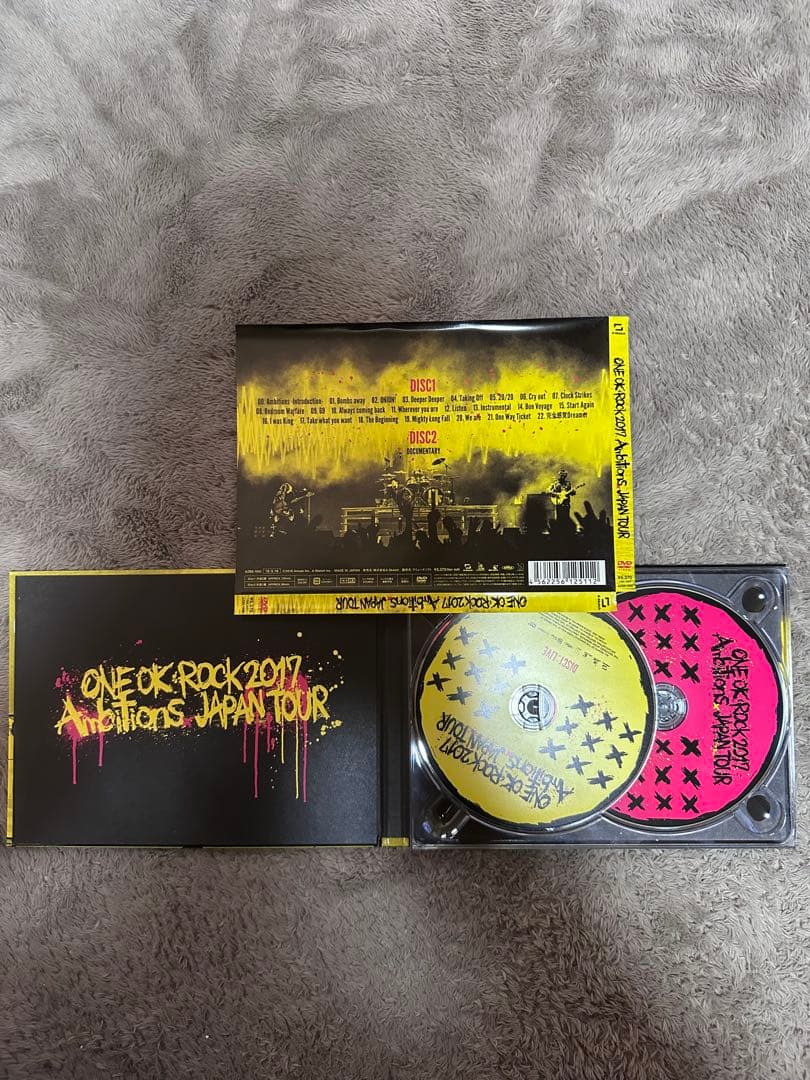 DISC1
00. Ambitions -Introduction- 01. Bombs away 02. ONION! 03. Deeper Deeper 04. Taking Off 05. 20/20 06. Cry out 07. Clock Strikes
08. Bedroom Warfare 09. 69 10. Always coming back 11. Wherever you are 12. Listen 13. Instrumental 14. Bon Voyage 15. Start Again
16. I was King 17. Take what you want 18. The Beginning 19. Mighty Long Fall 20. We are 21. One Way Ticket 22. 完全感覚Dreamer
DISC2
DOCUMENTARY
MADE IN JAPAN
8562256125112
ONE OK ROCK 2017 Ambitions JAPAN TOUR
DVD
ONE OK ROCK 2017 Ambitions JAPAN TOUR
ONE OK ROCK 2017
Ambitions JAPAN TOUR
DISC1:LIVE
ONE OK ROCK 2017
Ambitions JAPAN TOUR
ONE OK ROCK 2017
Ambitions JAPAN TOUR